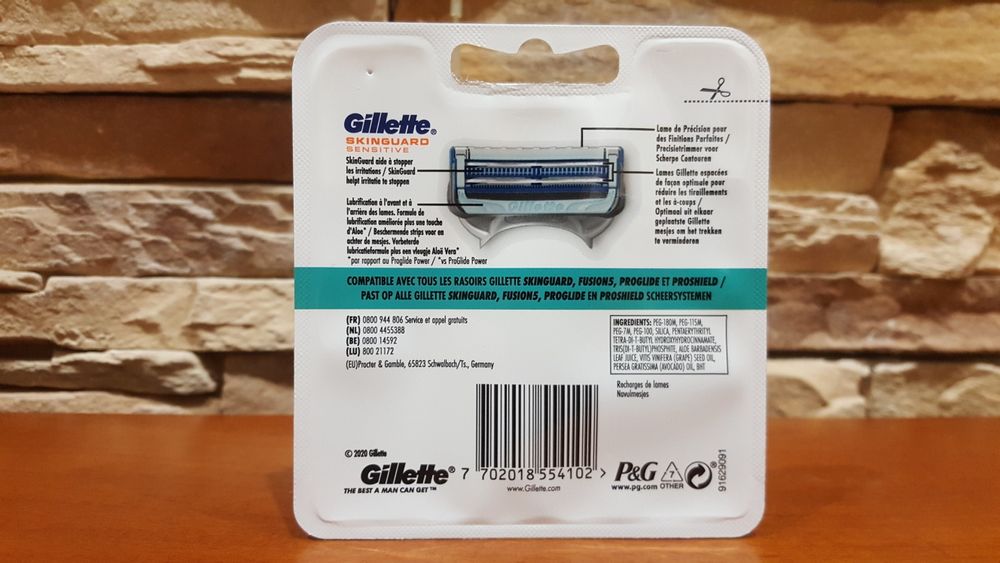 Gillette®
SKINGUARD
SENSITIVE
SkinGuard aide à stopper
les irritations / SkinGuard
helpt irritatie te stoppen
Lubrification à l'avant et à
l'arrière des lames. Formule de
lubrification améliorée plus une touche
d'Aloe* / Beschermende strips voor en
achter de mesjes. Verbeterde
lubricatieformule plus een vleugje Aloë Vera*
*par rapport au Proglide Power / *vs ProGlide Power
Gillette
Lame de Précision pour
des Finitions Parfaites /
Precisietrimmer voor
Scherpe Contouren
Lames Gillette espacées
de façon optimale pour
réduire les tiraillements
et les à-coups /
Optimaal uit elkaar
geplaatste Gillette
mesjes om het trekken
te verminderen
COMPATIBLE AVEC TOUS LES RASOIRS GILLETTE SKINGUARD, FUSION5, PROGLIDE ET PROSHIELD /
PAST OP ALLE GILLETTE SKINGUARD, FUSION5, PROGLIDE EN PROSHIELD SCHEERSYSTEMEN
(FR) 0800 944 806 Service et appel gratuits
(NL) 0800 4455388
(BE) 0800 14592
(LU) 800 21172
(EU)Procter & Gamble, 65823 Schwalbach/Ts., Germany
INGREDIENTS: PEG-180M, PEG-115M,
PEG-7M, PEG-100, SILICA, PENTAERYTHRITYL
TETRA-DI-T-BUTYL HYDROXYHYDROCINNAMATE,
TRIS(DI-T-BUTYL)PHOSPHITE, ALOE BARBADENSIS
LEAF JUICE, VITIS VINIFERA (GRAPE) SEED OIL,
PERSEA GRATISSIMA (AVOCADO) OIL, BHT
Recharges de lames
Navulmesjes
© 2020 Gillette
Gillette®
THE BEST A MAN CAN GET™
7 702018 554102 >
www.Gillette.com
P&G
www.pg.com
7
OTHER
91629091